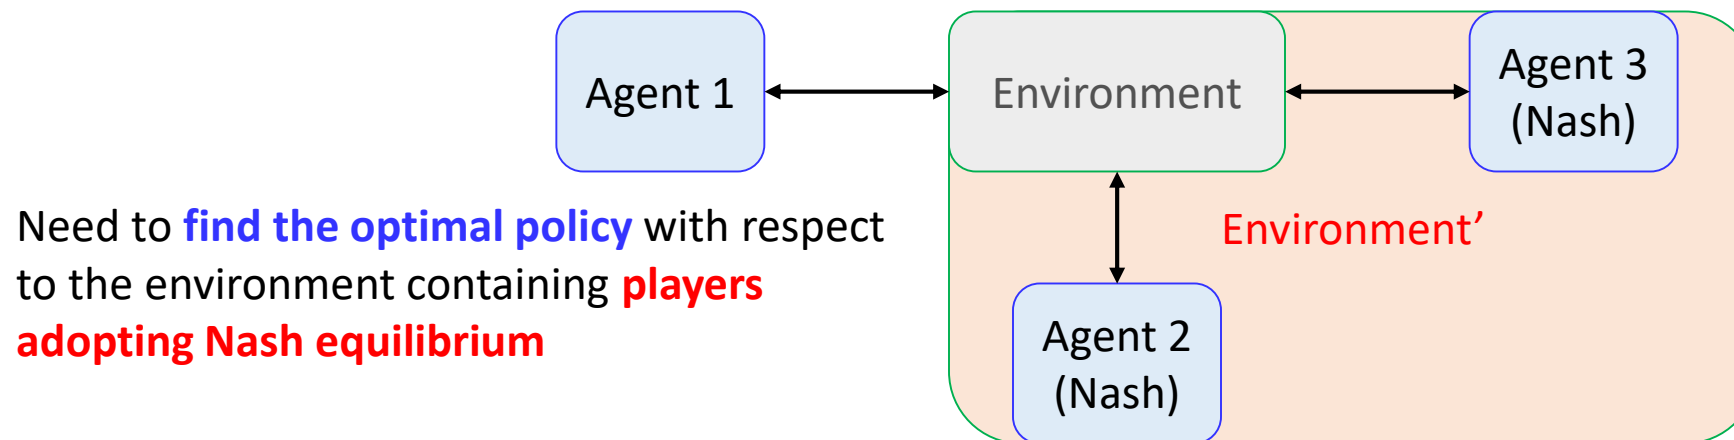 Agent 1
Environment
Agent 3
(Nash)
Need to find the optimal policy with respect
to the environment containing players
adopting Nash equilibrium
Environment’
Agent 2
(Nash)